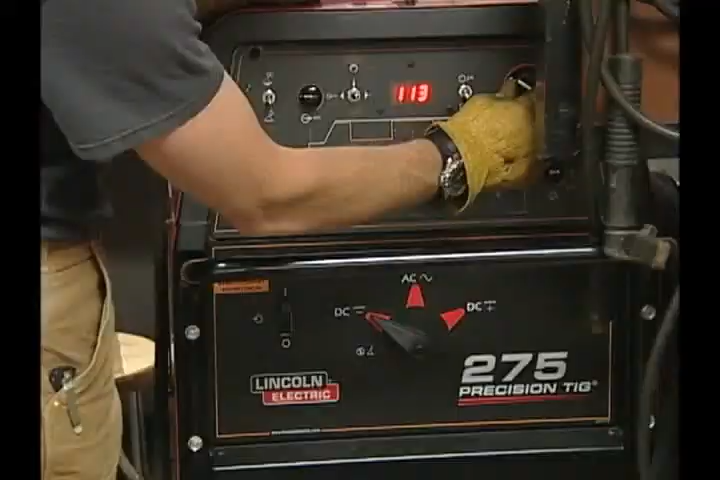 113
AC
DC
DC
I
O
275
PRECISION TIG®
LINCOLN®
ELECTRIC